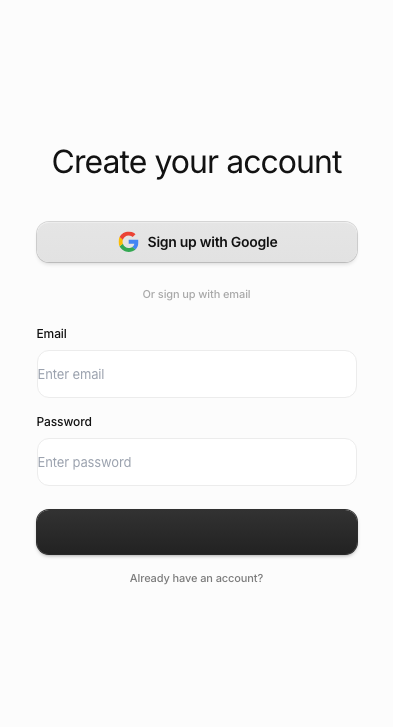 Create your account
Sign up with Google
Or sign up with email
Email
Enter email
Password
Enter password
Already have an account?